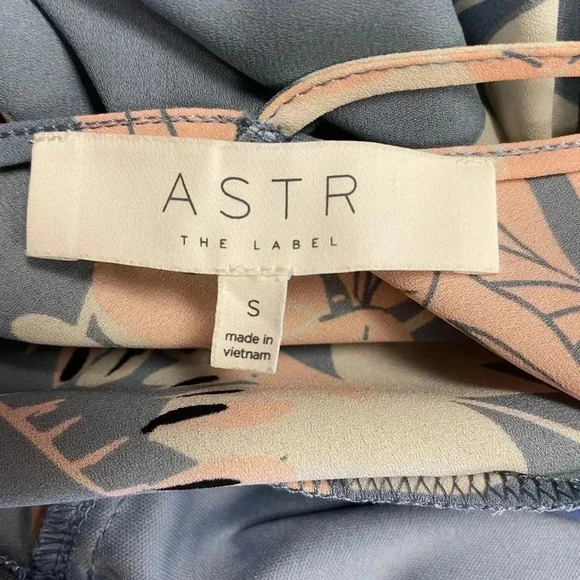 ASTR
THE LABEL
S
made in
vietnam